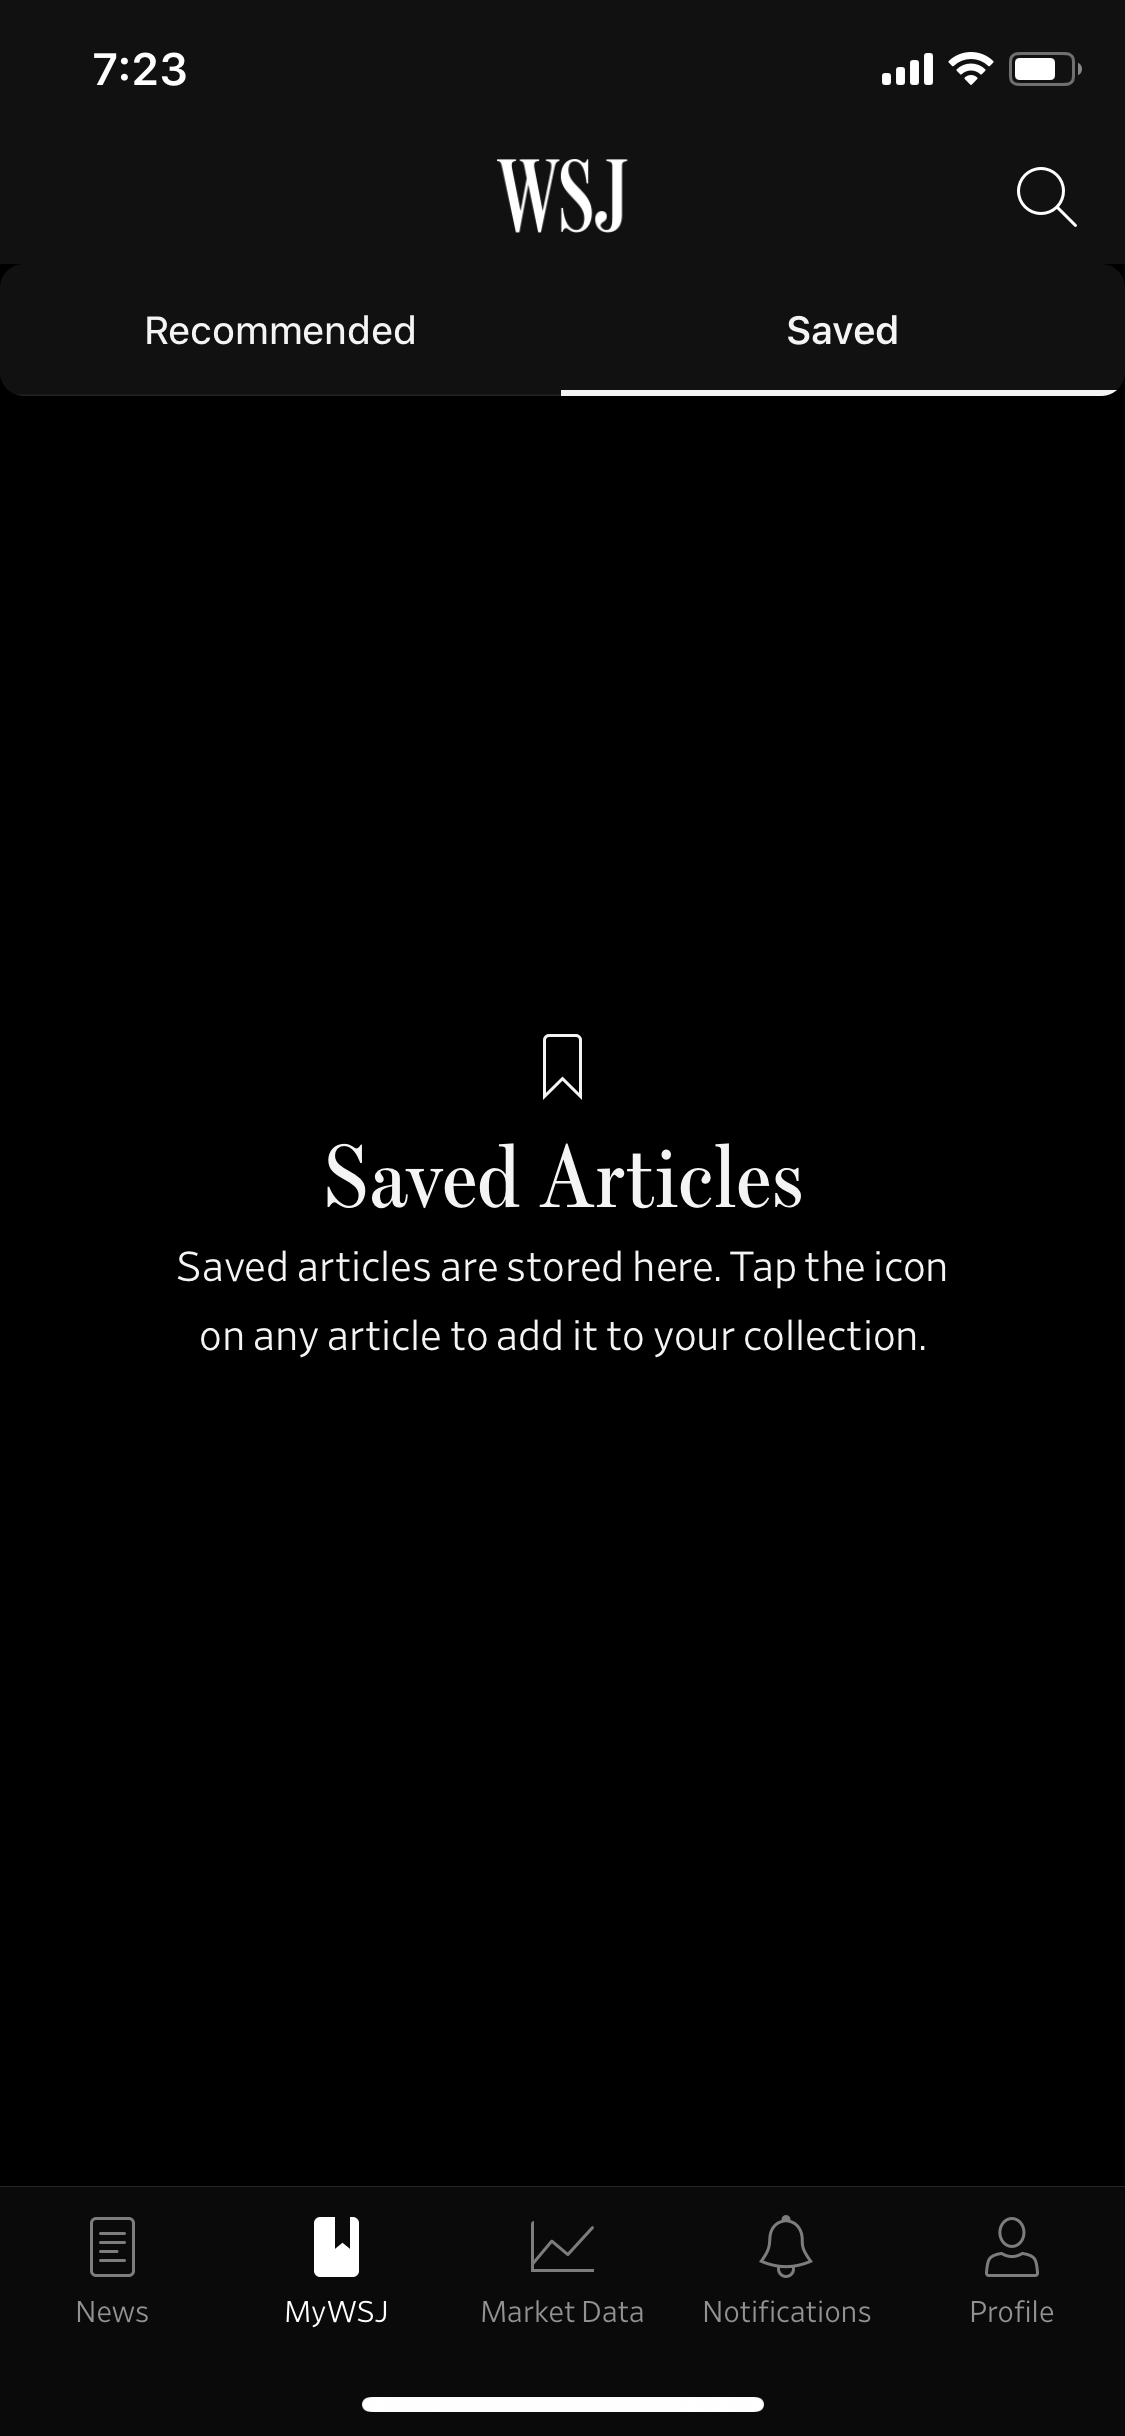 7:23
WSJ
Recommended
Saved
Saved Articles
Saved articles are stored here. Tap the icon
on any article to add it to your collection.
News
MyWSJ
Market Data
Notifications
Profile